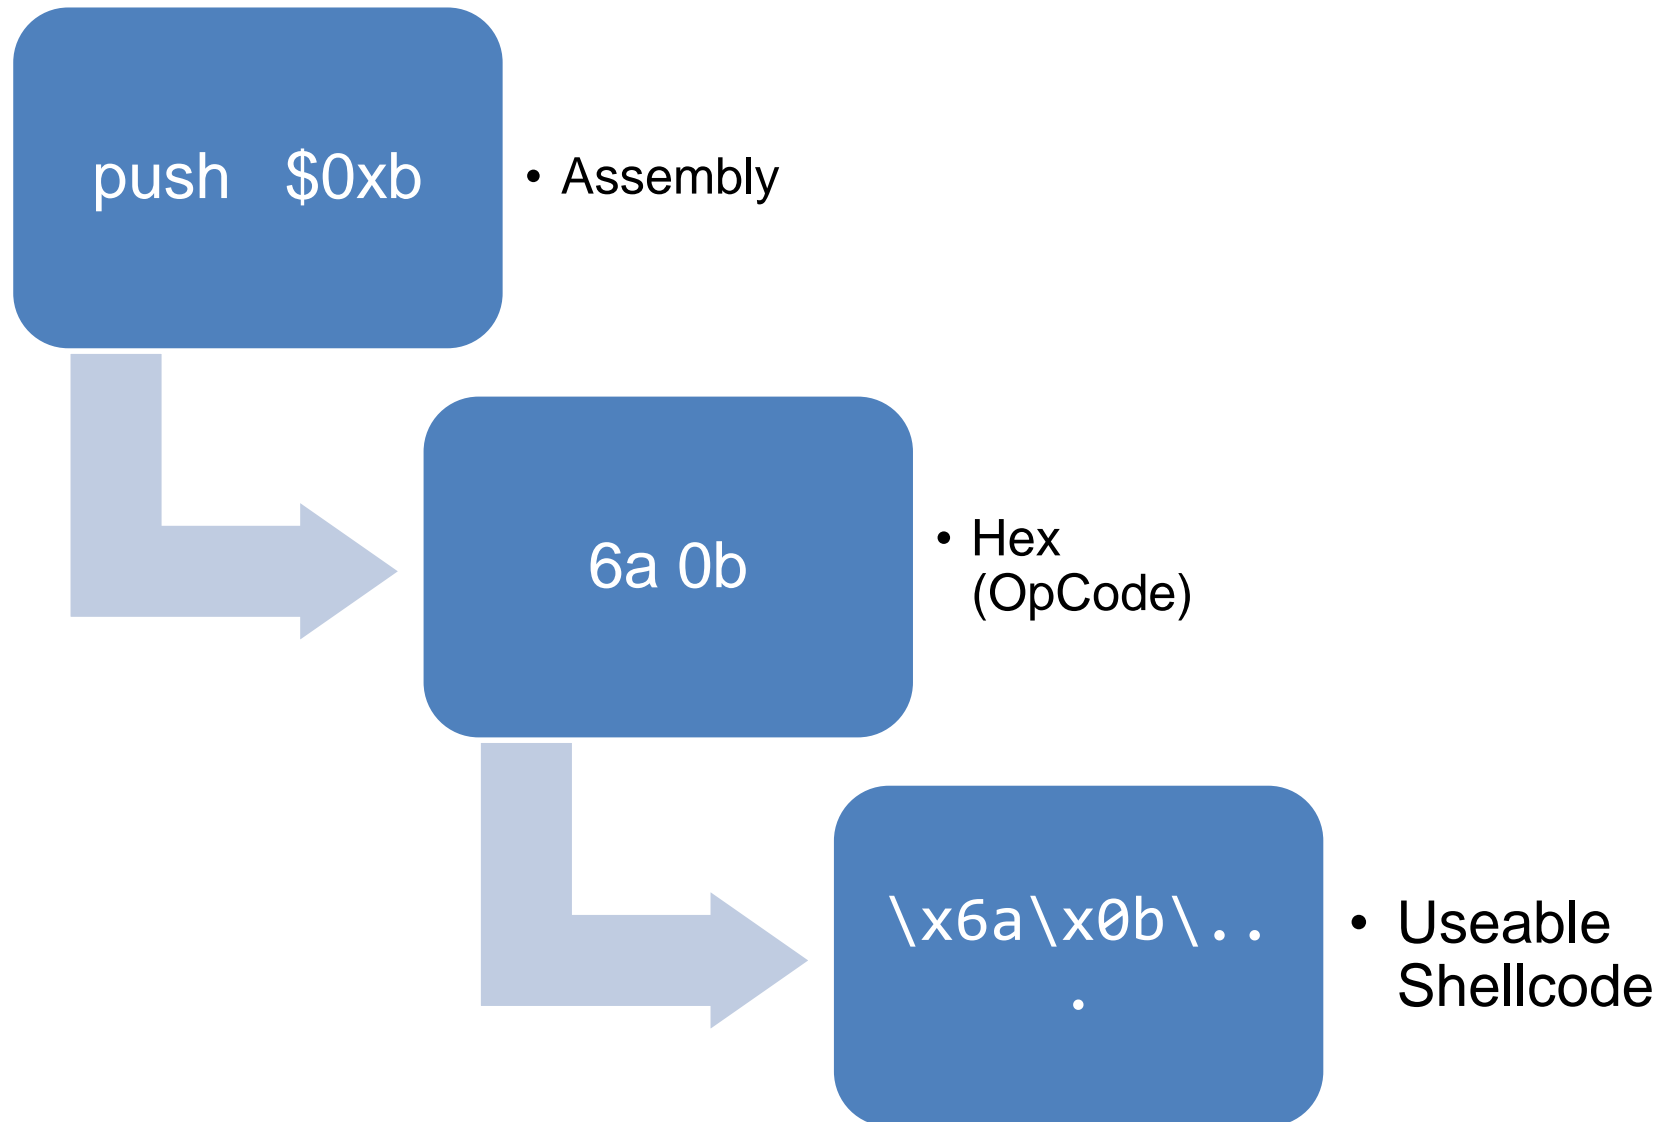 push   $0xb
• Assembly
6a 0b
• Hex
(OpCode)
\x6a\x0b\..
.
• Useable
Shellcode